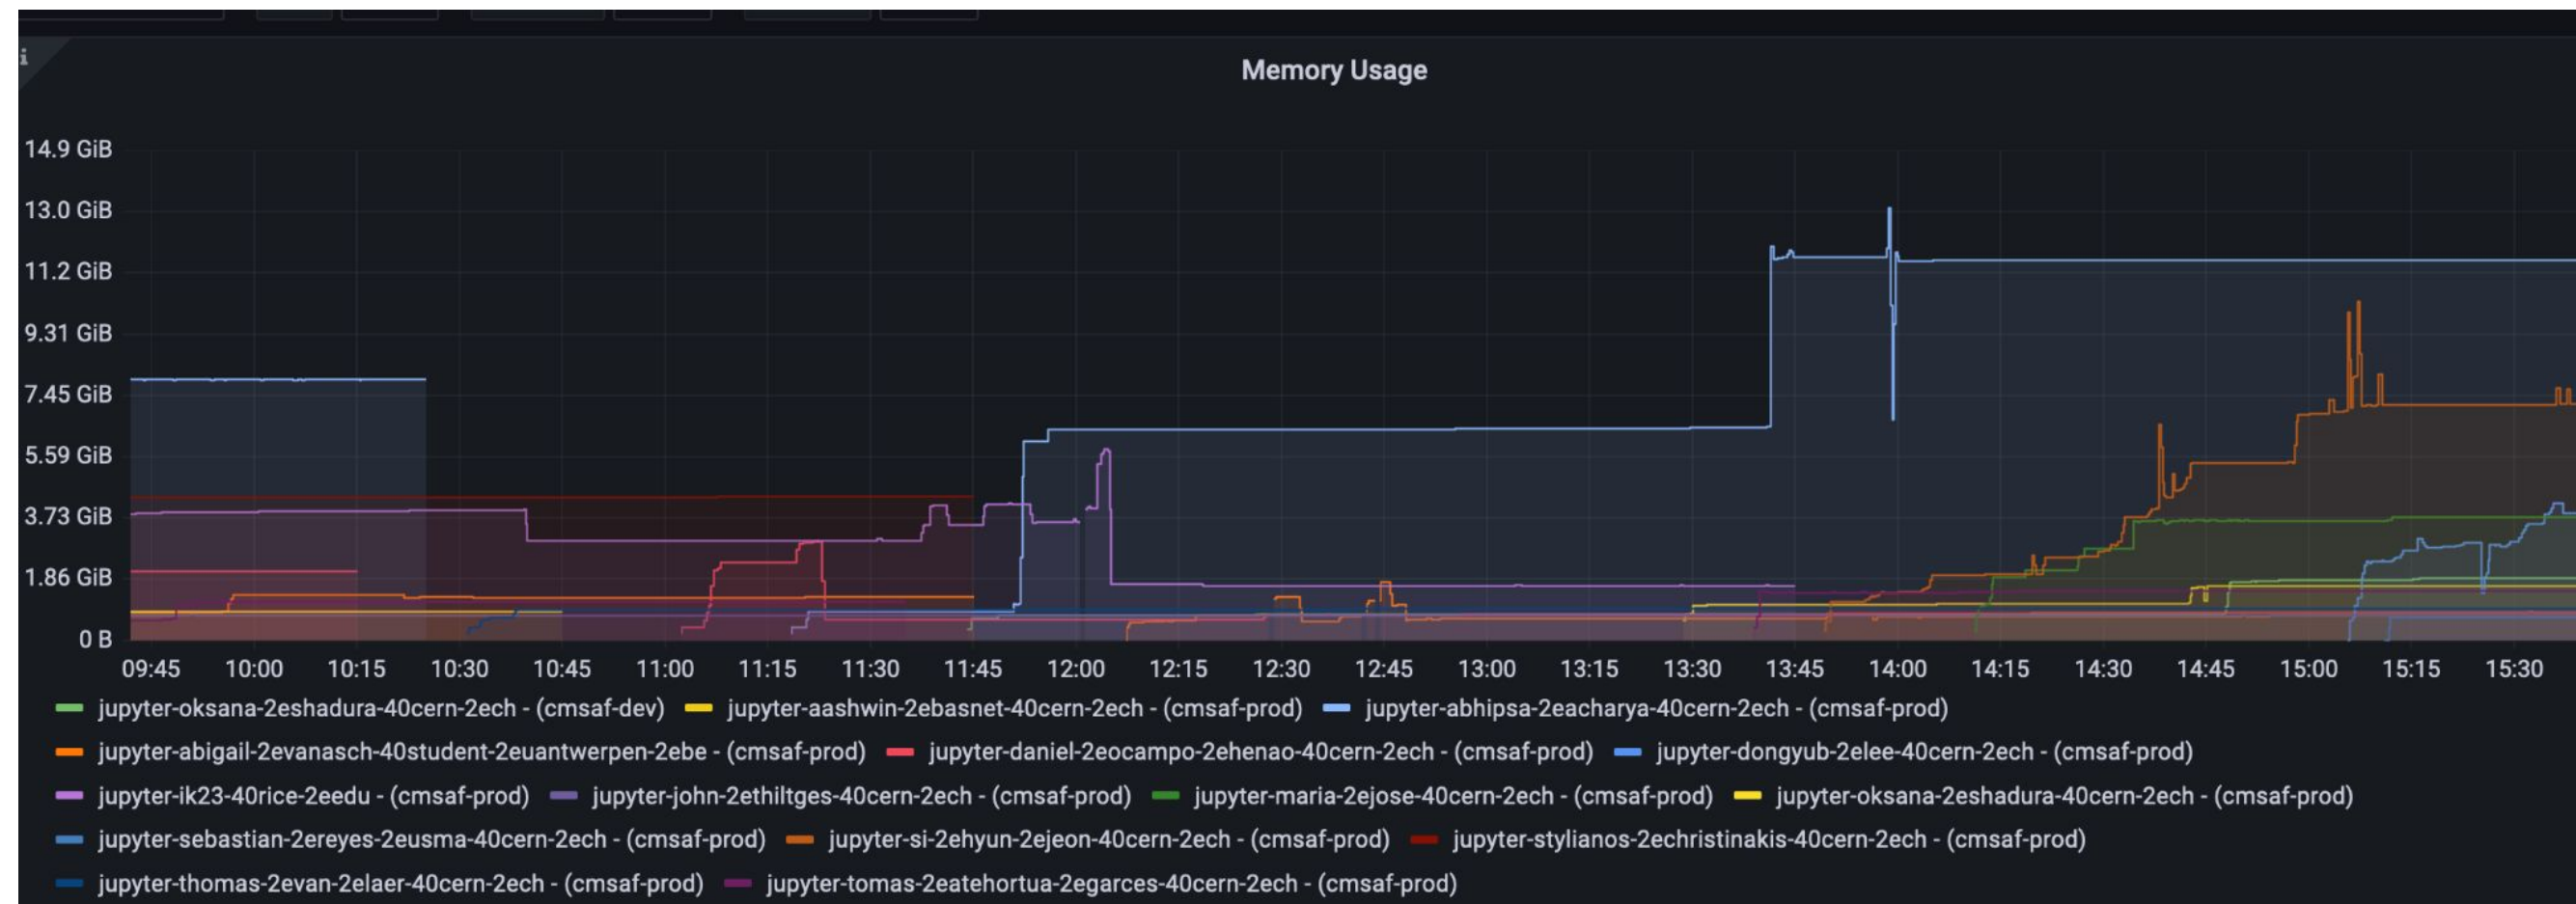 i
Memory Usage
14.9 GiB
13.0 GiB
11.2 GiB
9.31 GiB
7.45 GiB
5.59 GiB
3.73 GiB
1.86 GiB
0 B
09:45 10:00 10:15 10:30 10:45 11:00 11:15 11:30 11:45 12:00 12:15 12:30 12:45 13:00 13:15 13:30 13:45 14:00 14:15 14:30 14:45 15:00 15:15 15:30
jupyter-oksana-2eshadura-40cern-2ech - (cmsaf-dev) jupyter-aashwin-2ebasnet-40cern-2ech - (cmsaf-prod) jupyter-abhipsa-2eacharya-40cern-2ech - (cmsaf-prod)
jupyter-abigail-2evanasch-40student-2euantwerpen-2ebe - (cmsaf-prod) jupyter-daniel-2eocampo-2ehenao-40cern-2ech - (cmsaf-prod) jupyter-dongyub-2elee-40cern-2ech - (cmsaf-prod)
jupyter-ik23-40rice-2eedu - (cmsaf-prod) jupyter-john-2ethiltges-40cern-2ech - (cmsaf-prod) jupyter-maria-2ejose-40cern-2ech - (cmsaf-prod) jupyter-oksana-2eshadura-40cern-2ech - (cmsaf-prod)
jupyter-sebastian-2ereyes-2eusma-40cern-2ech - (cmsaf-prod) jupyter-si-2ehyun-2ejeon-40cern-2ech - (cmsaf-prod) jupyter-stylianos-2echristinakis-40cern-2ech - (cmsaf-prod)
jupyter-thomas-2evan-2elaer-40cern-2ech - (cmsaf-prod) jupyter-tomas-2eatehortua-2egarces-40cern-2ech - (cmsaf-prod)